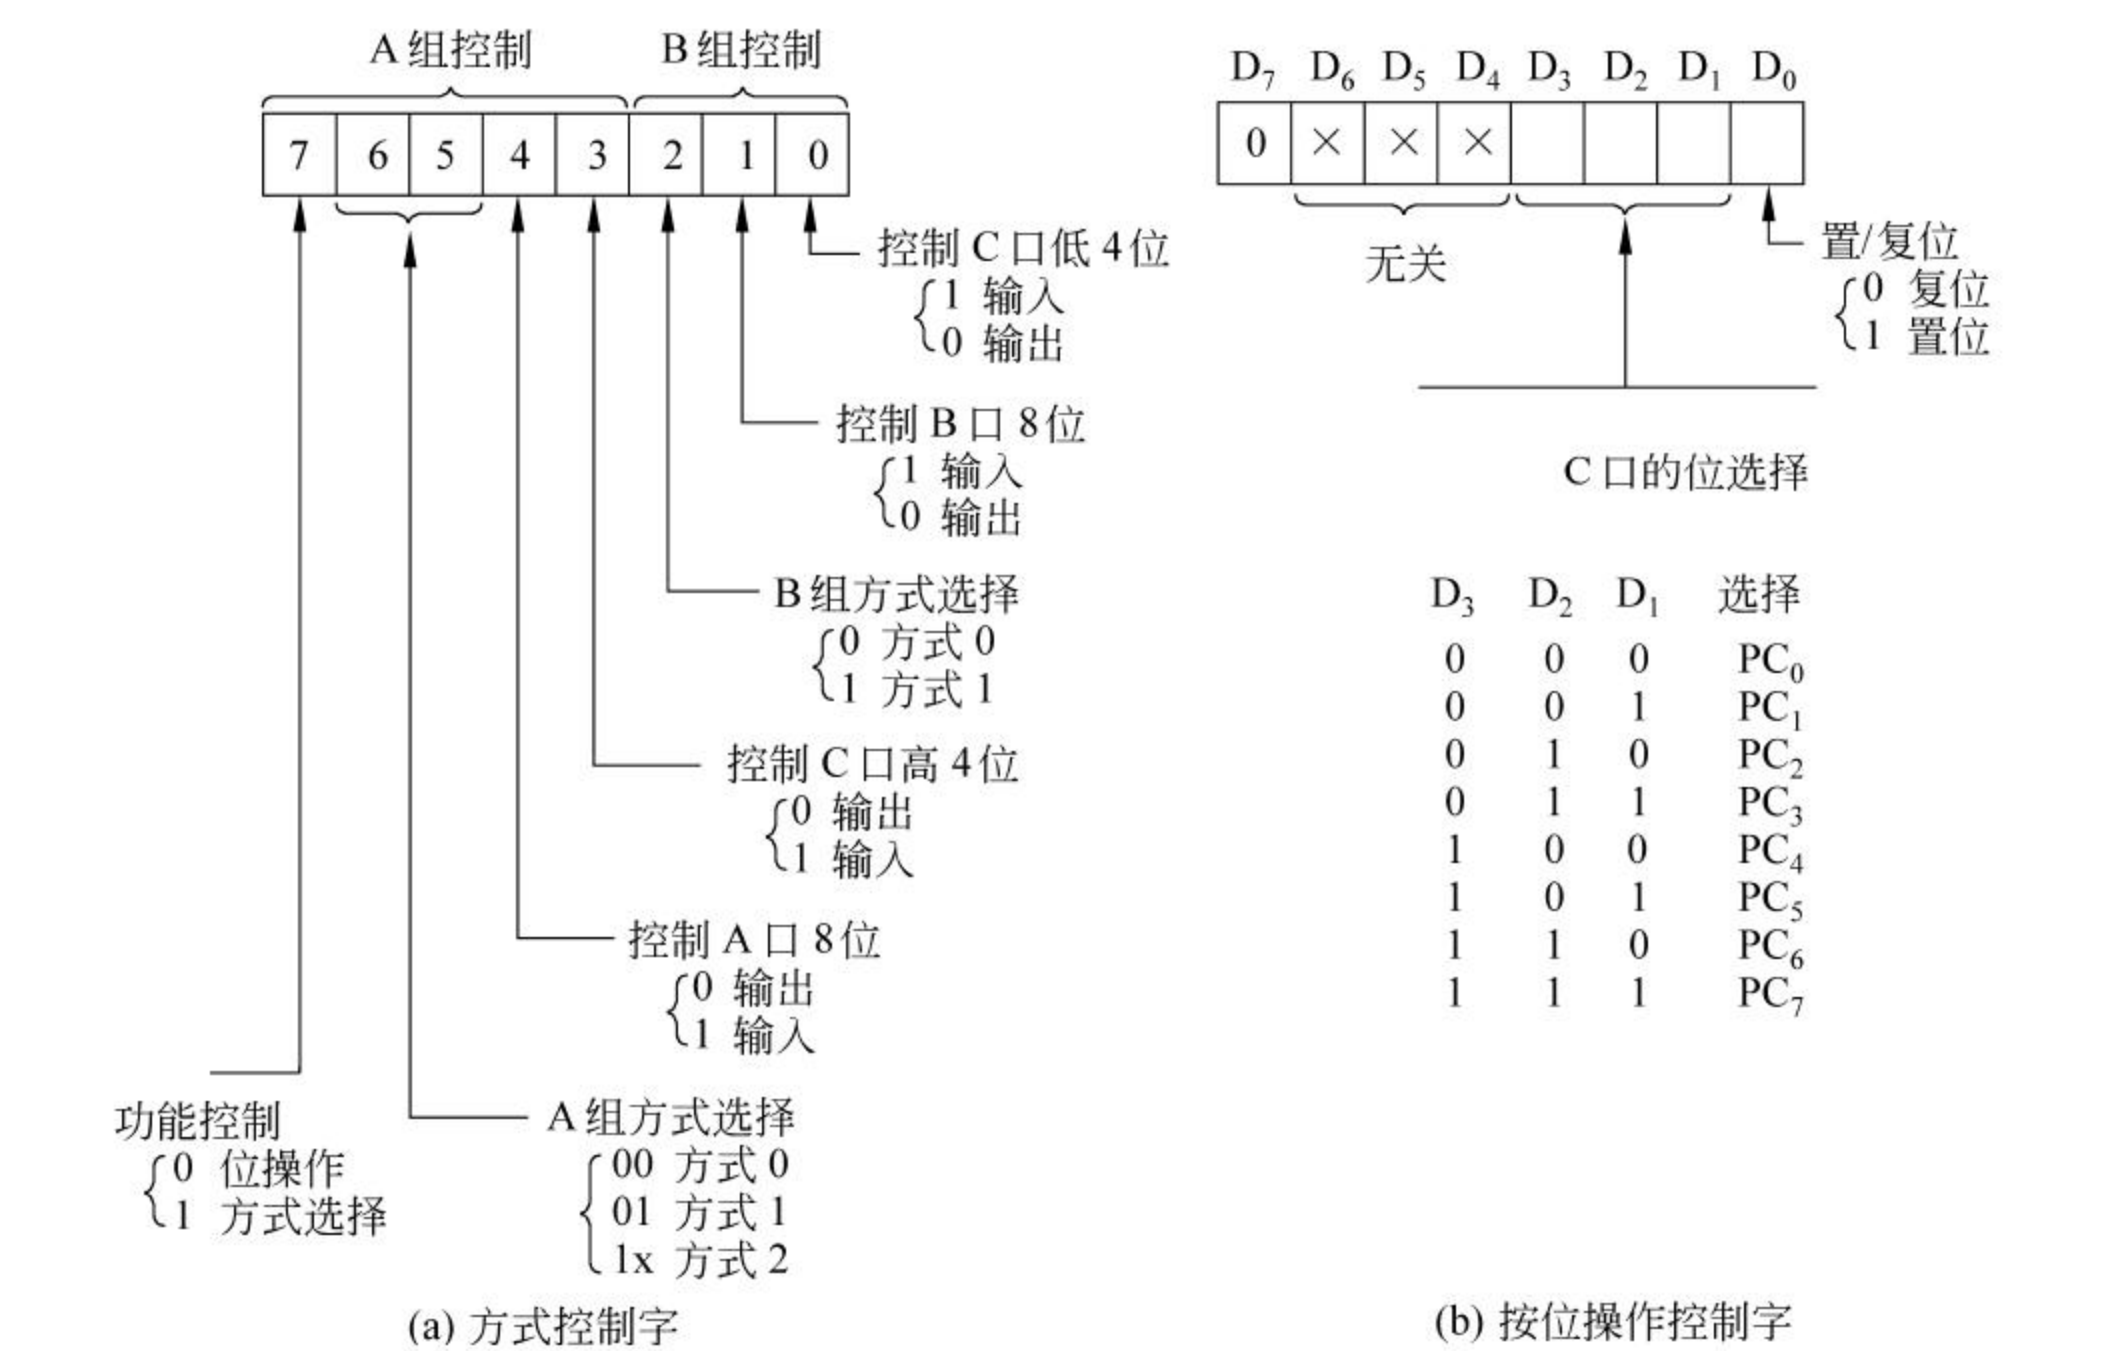 A组控制
B组控制
7 6 5 4 3 2 1 0
控制 C 口低 4 位
1 输入
0 输出
控制 B 口 8 位
1 输入
0 输出
B 组方式选择
0 方式 0
1 方式 1
控制 C 口高 4 位
0 输出
1 输入
控制 A 口 8 位
0 输出
1 输入
功能控制
0 位操作
1 方式选择
A 组方式选择
00 方式 0
01 方式 1
1x 方式 2
(a) 方式控制字
D₇ D₆ D₅ D₄ D₃ D₂ D₁ D₀
0 × × ×
无关
置/复位
0 复位
1 置位
C 口的位选择
D₃ D₂ D₁ 选择
0 0 0 PC₀
0 0 1 PC₁
0 1 0 PC₂
0 1 1 PC₃
1 0 0 PC₄
1 0 1 PC₅
1 1 0 PC₆
1 1 1 PC₇
(b) 按位操作控制字